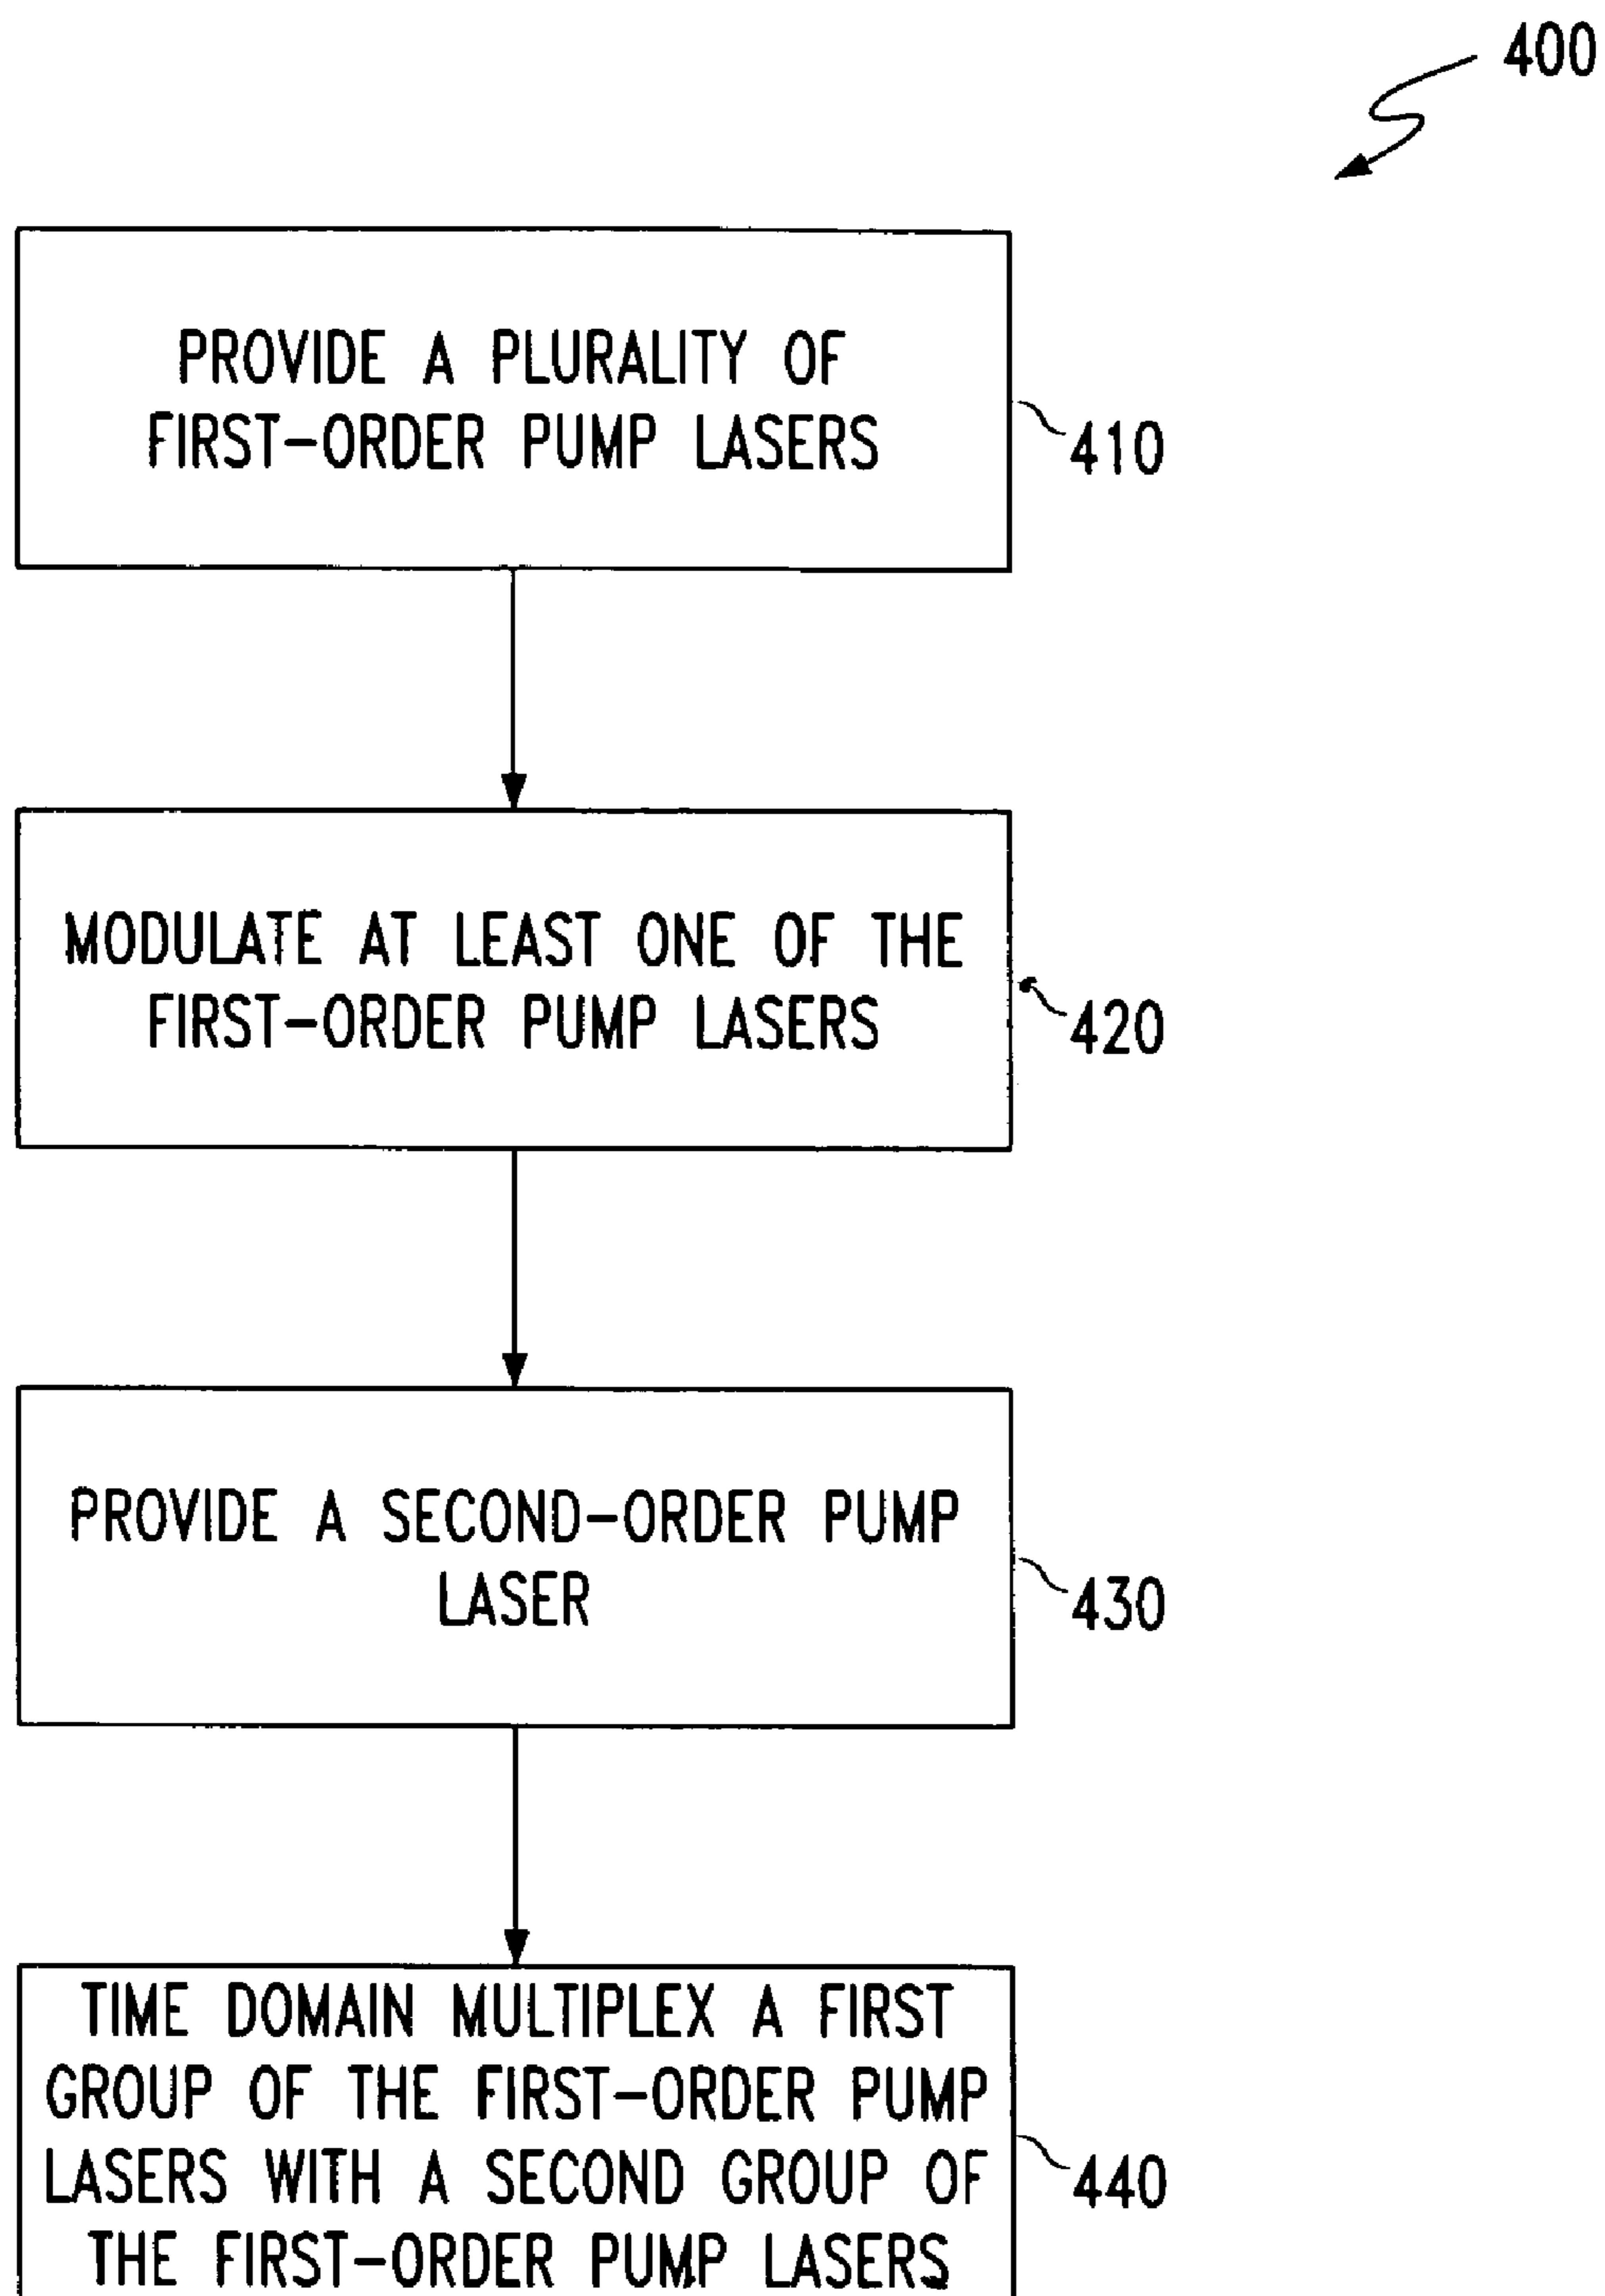 400
PROVIDE A PLURALITY OF
FIRST-ORDER PUMP LASERS
410
MODULATE AT LEAST ONE OF THE
FIRST-ORDER PUMP LASERS
420
PROVIDE A SECOND-ORDER PUMP
LASER
430
TIME DOMAIN MULTIPLEX A FIRST
GROUP OF THE FIRST-ORDER PUMP
LASERS WITH A SECOND GROUP OF
THE FIRST-ORDER PUMP LASERS
440